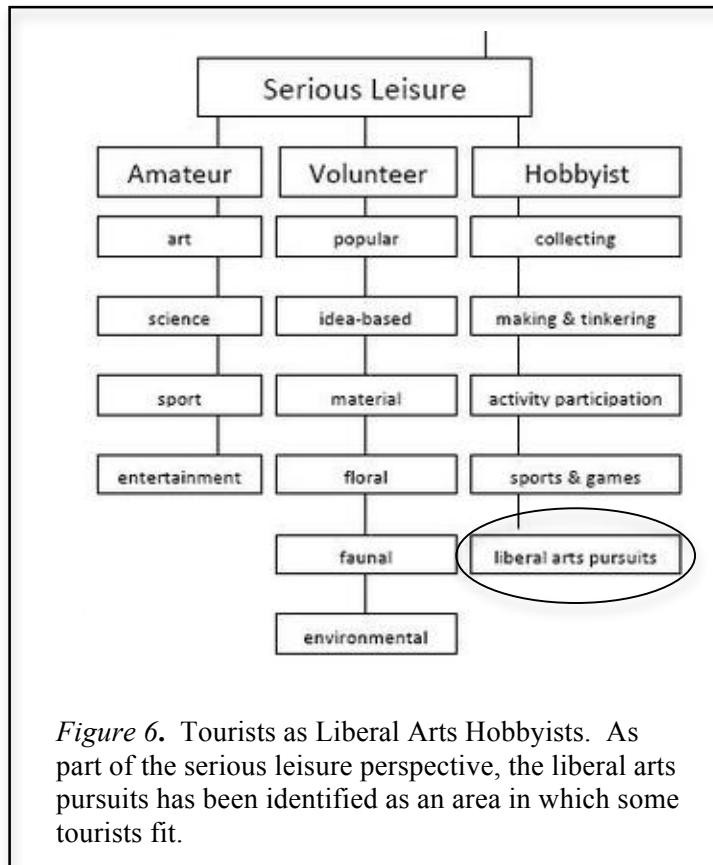 Serious Leisure
Amateur Volunteer Hobbyist
art popular collecting
science idea-based making & tinkering
sport material activity participation
entertainment floral sports & games
faunal liberal arts pursuits
environmental
Figure 6. Tourists as Liberal Arts Hobbyists. As
part of the serious leisure perspective, the liberal arts
pursuits has been identified as an area in which some
tourists fit.